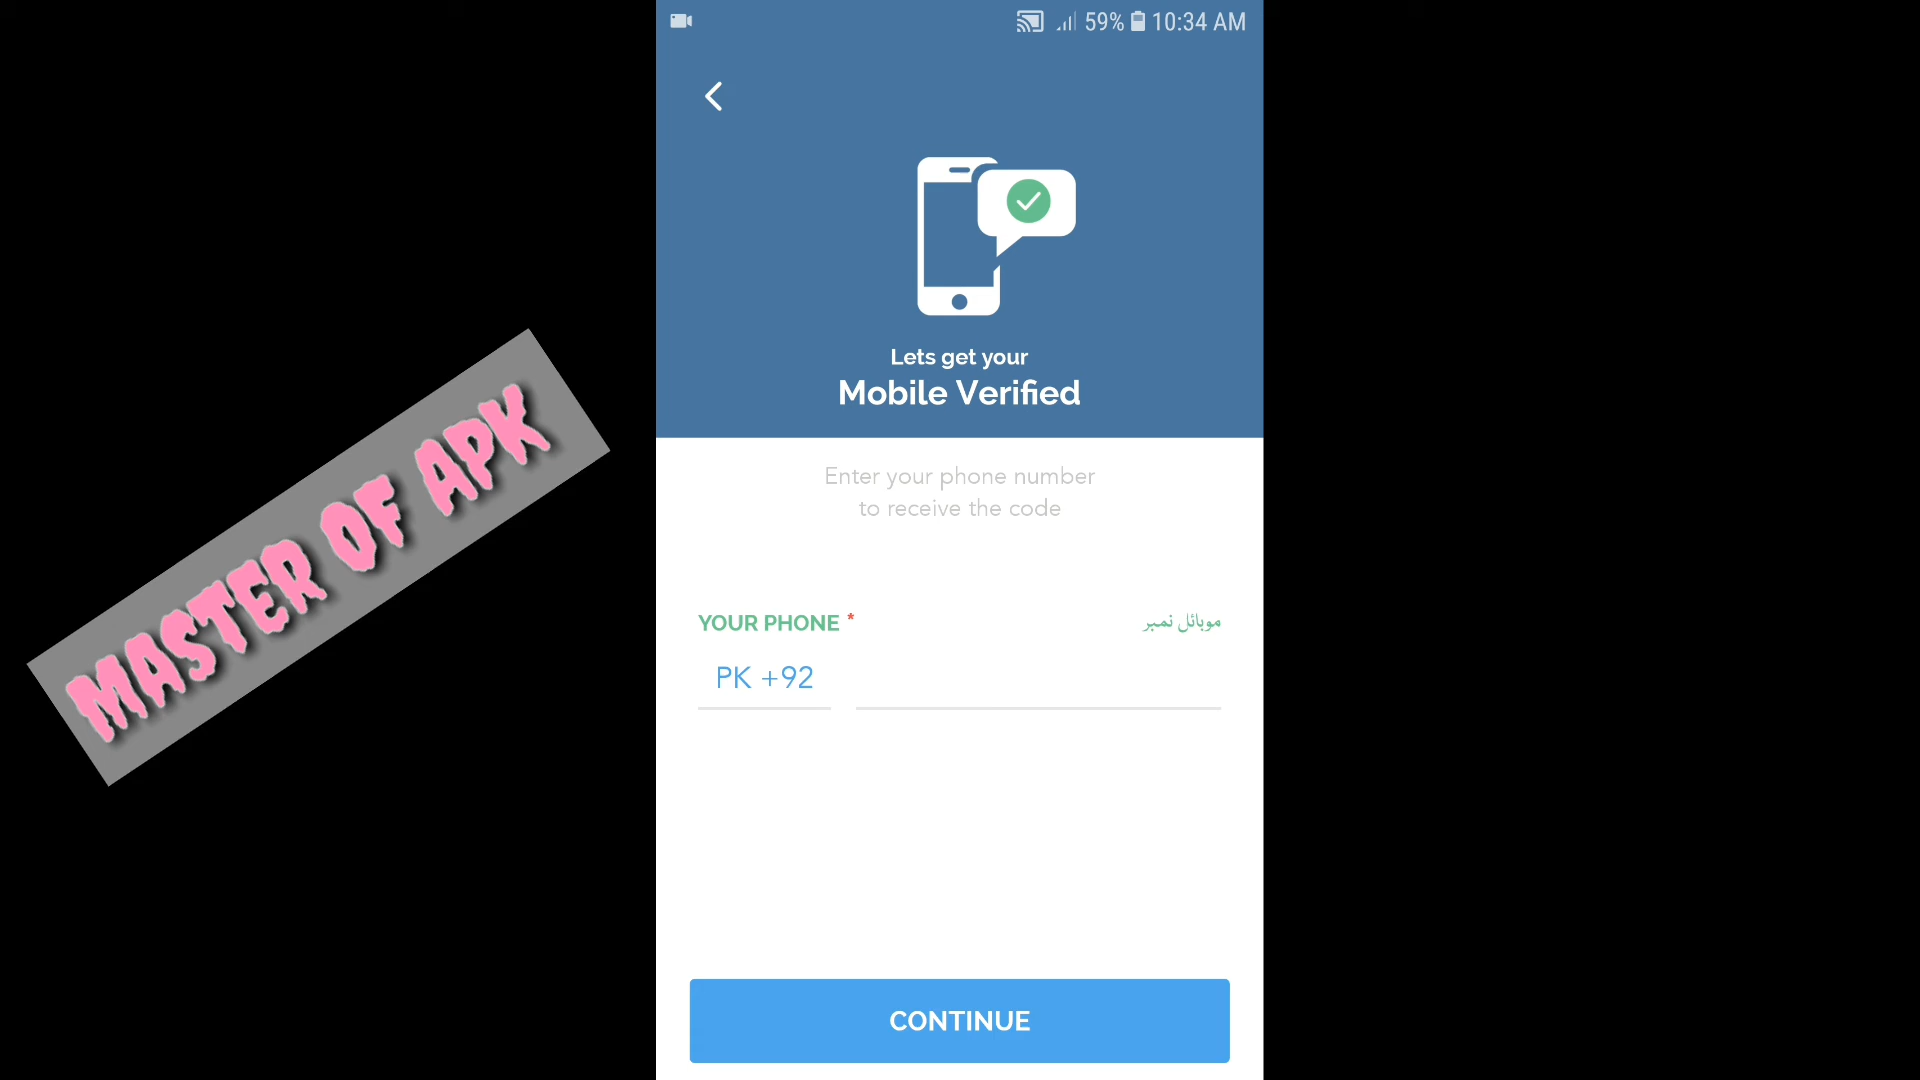 59% 10:34 AM
Lets get your
Mobile Verified
Enter your phone number
to receive the code
YOUR PHONE * موبائل نمبر
PK +92
CONTINUE
MASTER OF APK